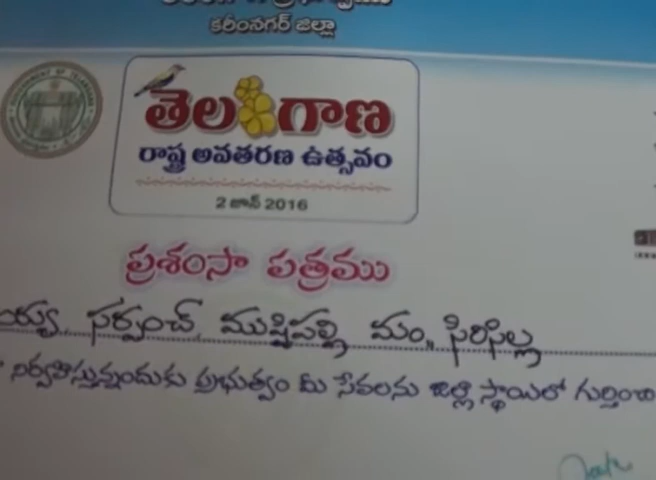 కరీంనగర్ జిల్లా
తెలంగాణ
రాష్ట్ర అవతరణ ఉత్సవం
2 జూన్ 2016
ప్రశంసా పత్రము
సర్పంచ్ ముష్టిపల్లి మం,, సిరిసిల్ల
నిర్వహిస్తున్నందుకు ప్రభుత్వం మీ సేవలను జిల్లా స్థాయిలో గుర్తించి